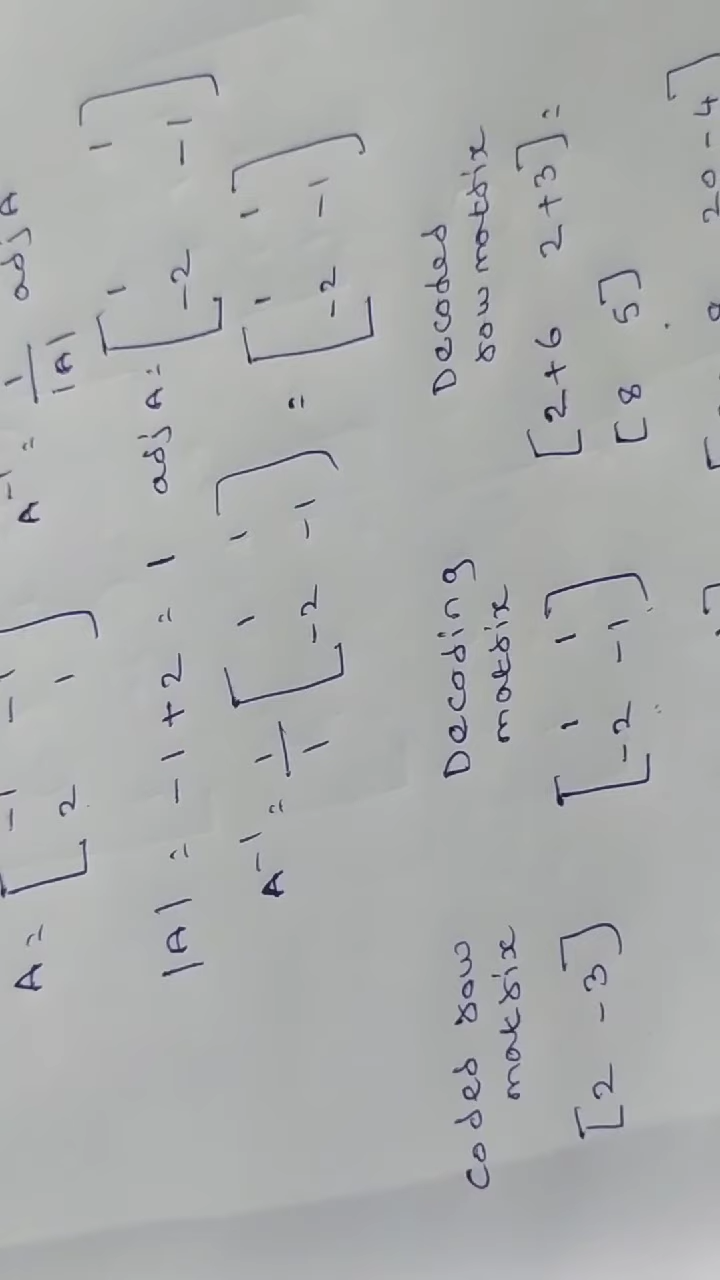 A = [ -1 -1
2 1 ] A⁻¹ = 1/|A| adj A
|A| = -1 + 2 = 1 adj A = [ 1 1
-2 -1 ]
A⁻¹ = 1/1 [ 1 1
-2 -1 ] = [ 1 1
-2 -1 ]
Coded row matrix Decoding matrix Decoded row matrix
[2 -3] [ 1 1
-2 -1 ] [2+6 2+3] =
[8 5]
20 -4]